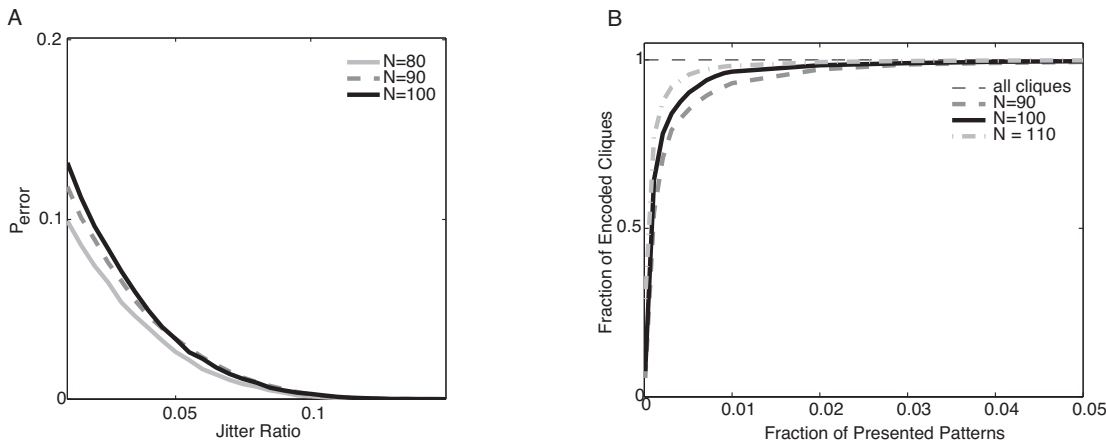 A
0.2
N=80
N=90
N=100
0.1
Perror
0
0.05
0.1
Jitter Ratio
B
1
all cliques
N=90
N=100
N = 110
0.5
Fraction of Encoded Cliques
0
0
0.01
0.02
0.03
0.04
0.05
Fraction of Presented Patterns